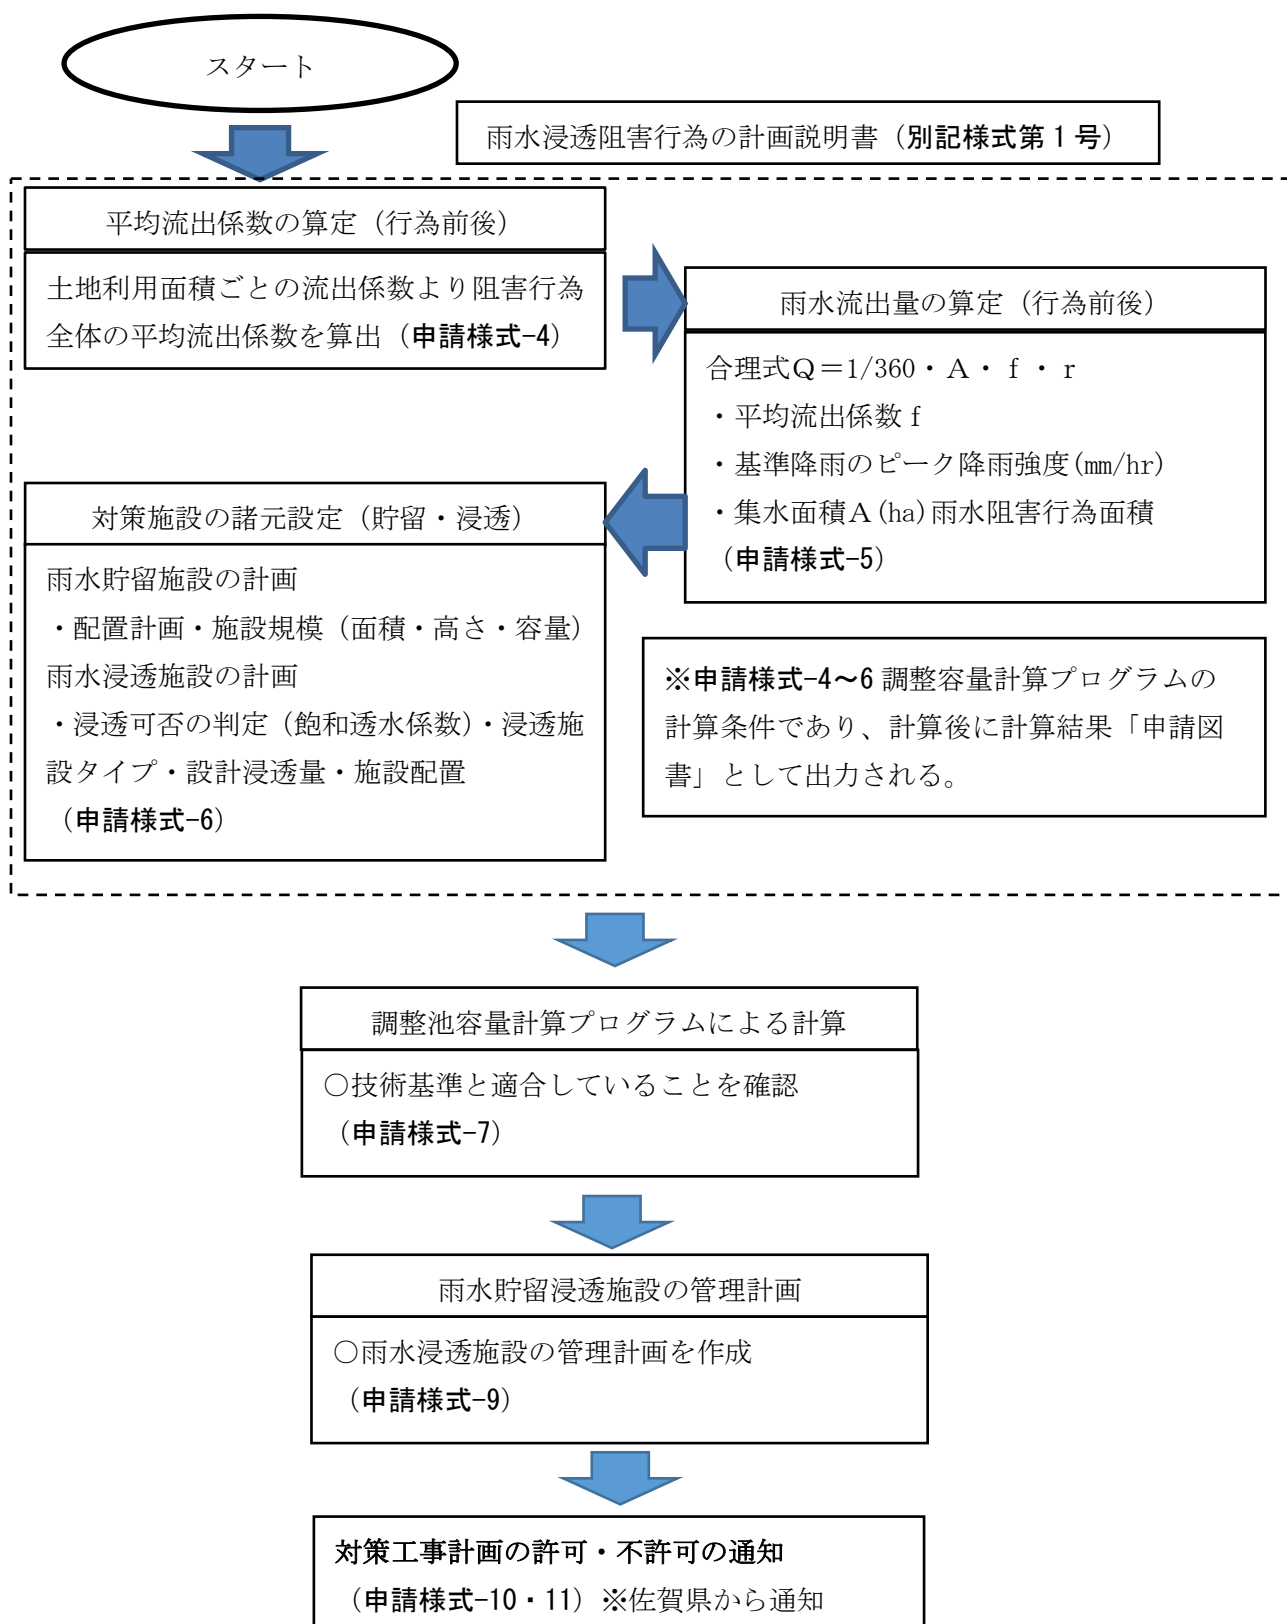 スタート
雨水浸透阻害行為の計画説明書（別記様式第１号）
平均流出係数の算定（行為前後）
土地利用面積ごとの流出係数より阻害行為
全体の平均流出係数を算出（申請様式-4）
雨水流出量の算定（行為前後）
合理式Ｑ＝1/360・Ａ・ｆ・ｒ
・平均流出係数 f
・基準降雨のピーク降雨強度(㎜/hr)
・集水面積Ａ(ha)雨水阻害行為面積
（申請様式-5）
対策施設の諸元設定（貯留・浸透）
雨水貯留施設の計画
・配置計画・施設規模（面積・高さ・容量）
雨水浸透施設の計画
・浸透可否の判定（飽和透水係数）・浸透施
設タイプ・設計浸透量・施設配置
（申請様式-6）
※申請様式-4～6 調整容量計算プログラムの
計算条件であり、計算後に計算結果「申請図
書」として出力される。
調整池容量計算プログラムによる計算
○技術基準と適合していることを確認
（申請様式-7）
雨水貯留浸透施設の管理計画
○雨水浸透施設の管理計画を作成
（申請様式-9）
対策工事計画の許可・不許可の通知
（申請様式-10・11）※佐賀県から通知